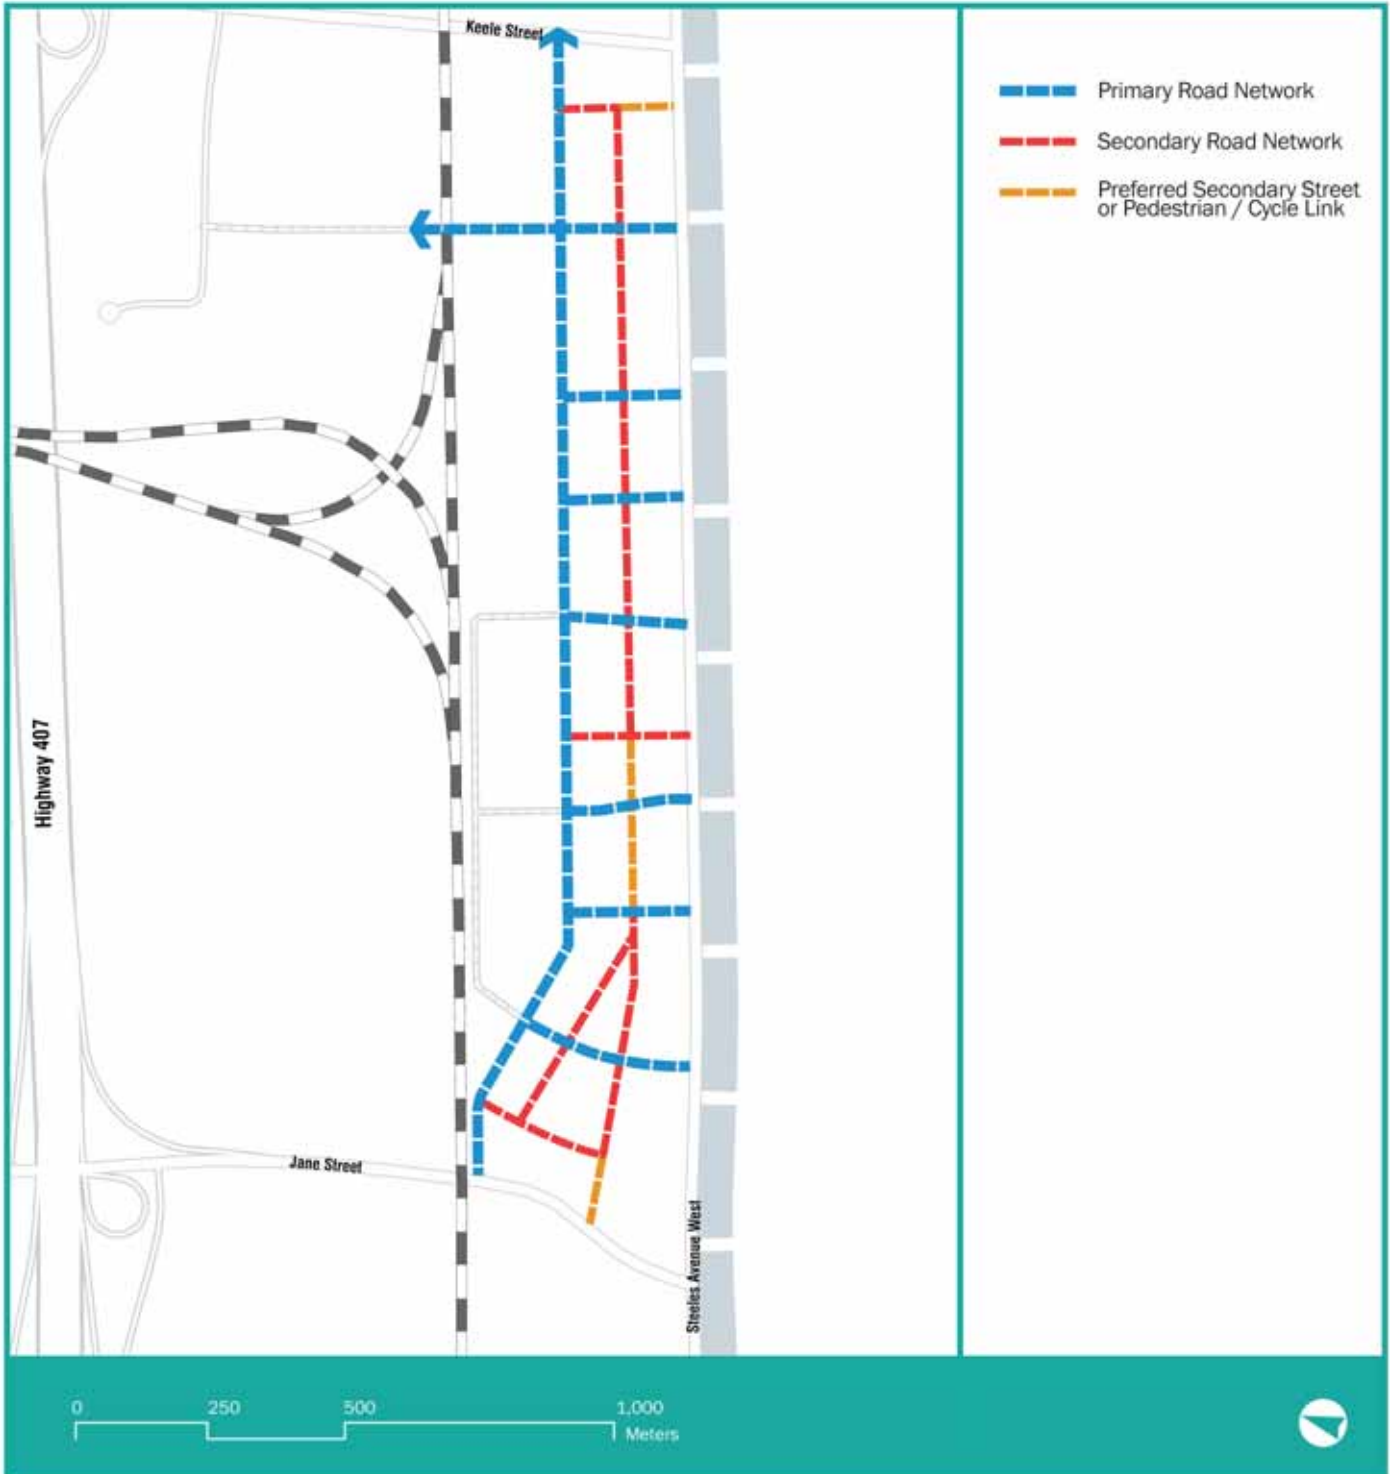 Keele Street
Primary Road Network
Secondary Road Network
Preferred Secondary Street
or Pedestrian / Cycle Link
Highway 407
Jane Street
Steeles Avenue West
0 250 500 1,000
Meters